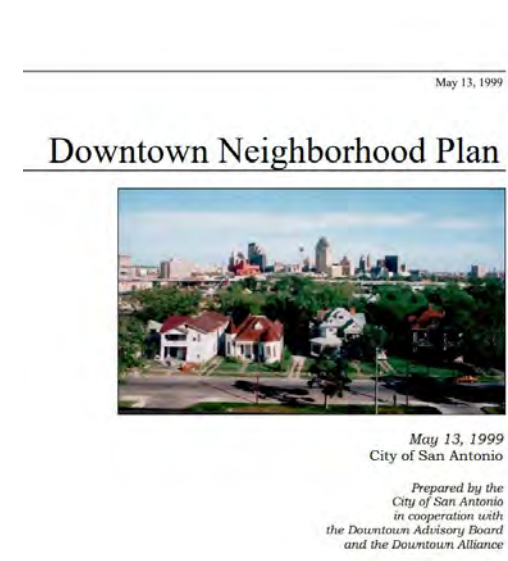 May 13, 1999
Downtown Neighborhood Plan
May 13, 1999
City of San Antonio
Prepared by the
City of San Antonio
in cooperation with
the Downtown Advisory Board
and the Downtown Alliance